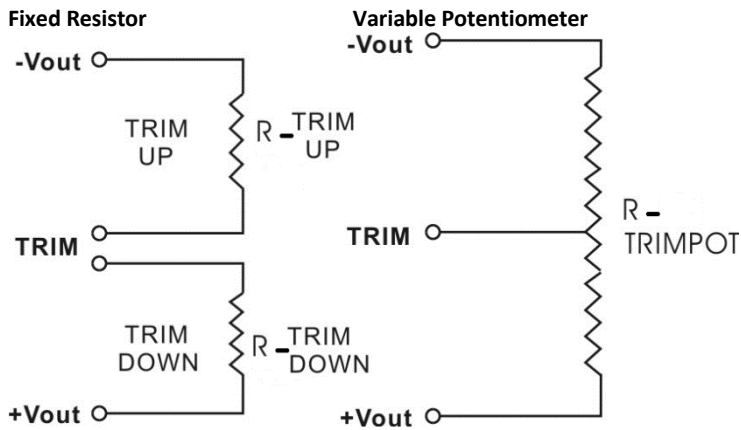 Fixed Resistor
-Vout
TRIM
UP
R - TRIM
UP
TRIM
TRIM
DOWN
R - TRIM
DOWN
+Vout
Variable Potentiometer
-Vout
TRIM
R -
TRIMPOT
+Vout